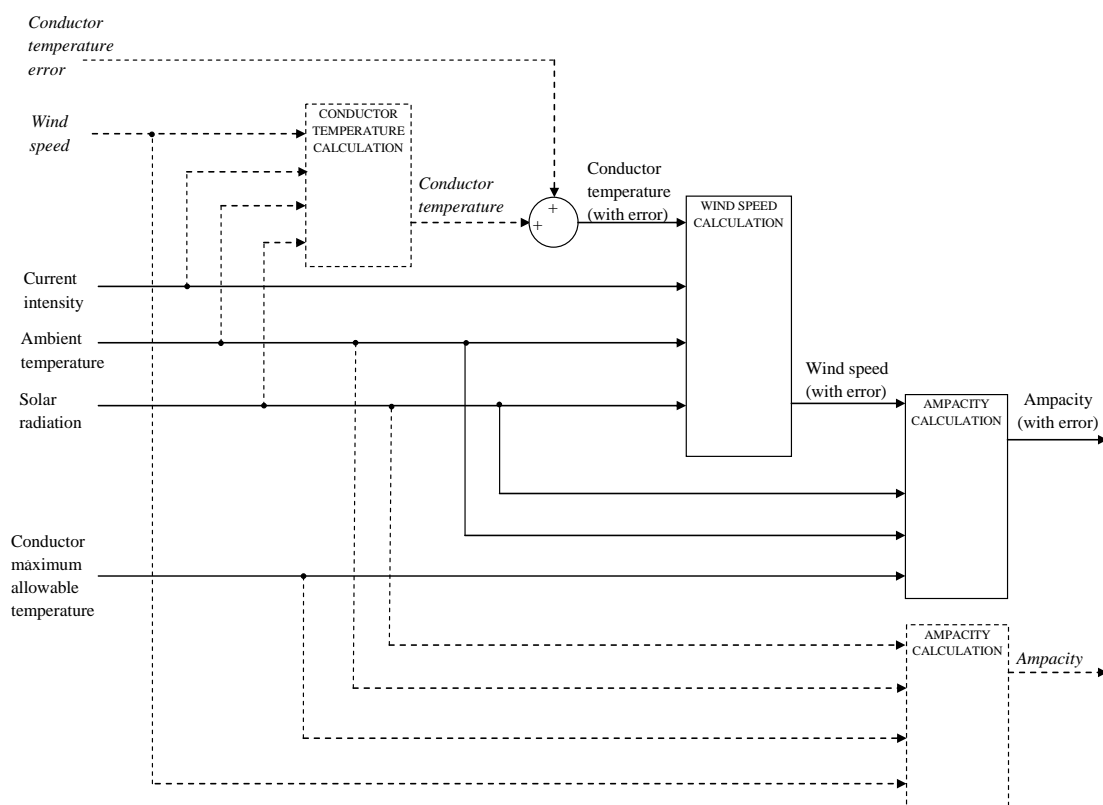 Conductor
temperature
error
Wind
speed
CONDUCTOR
TEMPERATURE
CALCULATION
Conductor
temperature
+
+
Conductor
temperature
(with error)
WIND SPEED
CALCULATION
Current
intensity
Ambient
temperature
Solar
radiation
Wind speed
(with error)
AMPACITY
CALCULATION
Ampacity
(with error)
Conductor
maximum
allowable
temperature
AMPACITY
CALCULATION
Ampacity